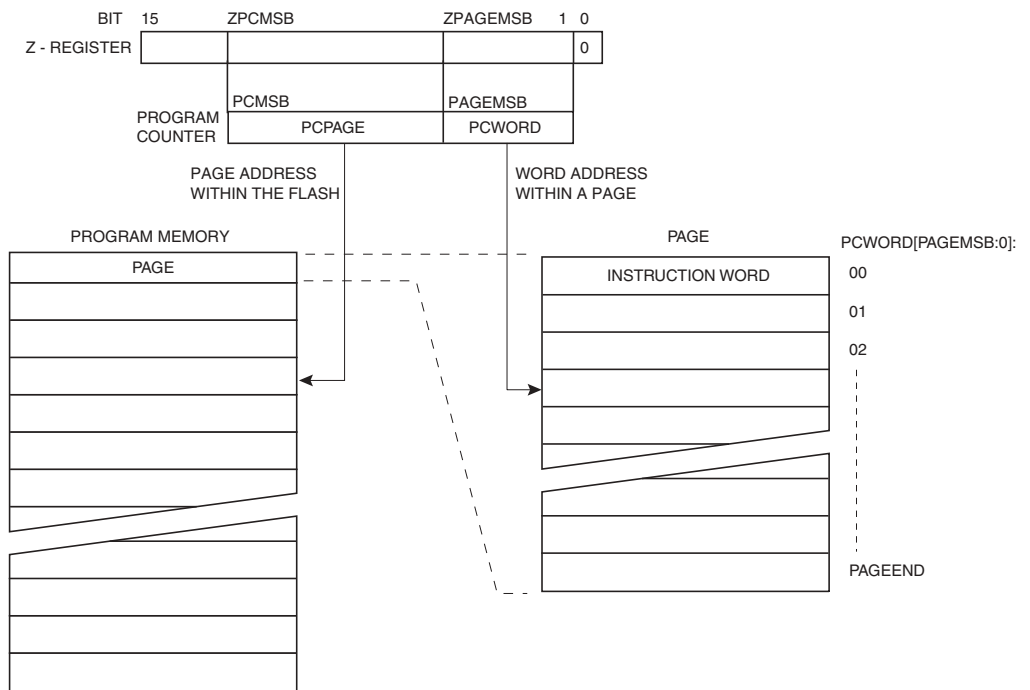 BIT 15 ZPCMSB ZPAGEMSB 1 0
Z - REGISTER 0
PCMSB PAGEMSB
PROGRAM
COUNTER
PCPAGE PCWORD
PAGE ADDRESS
WITHIN THE FLASH
WORD ADDRESS
WITHIN A PAGE
PROGRAM MEMORY
PAGE
PAGE
INSTRUCTION WORD
PCWORD[PAGEMSB:0]:
00
01
02
PAGEEND